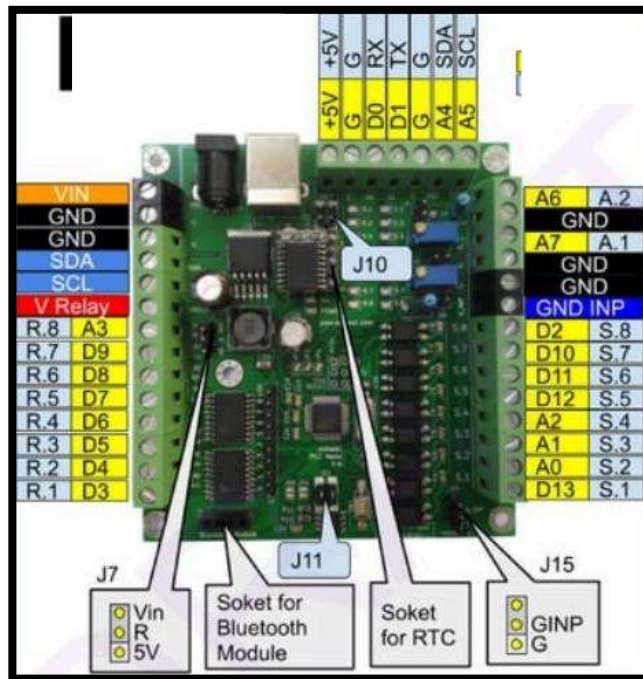 +5V G RX TX G SDA SCL
+5V G D0 D1 G A4 A5
VIN
GND
GND
SDA
SCL
V Relay
R.8 A3
R.7 D9
R.6 D8
R.5 D7
R.4 D6
R.3 D5
R.2 D4
R.1 D3
A6 A.2
GND
A7 A.1
GND
GND
GND INP
D2 S.8
D10 S.7
D11 S.6
D12 S.5
A2 S.4
A1 S.3
A0 S.2
D13 S.1
J10
J11
J7
Vin
R
5V
Soket for
Bluetooth
Module
Soket
for RTC
J15
GINP
G